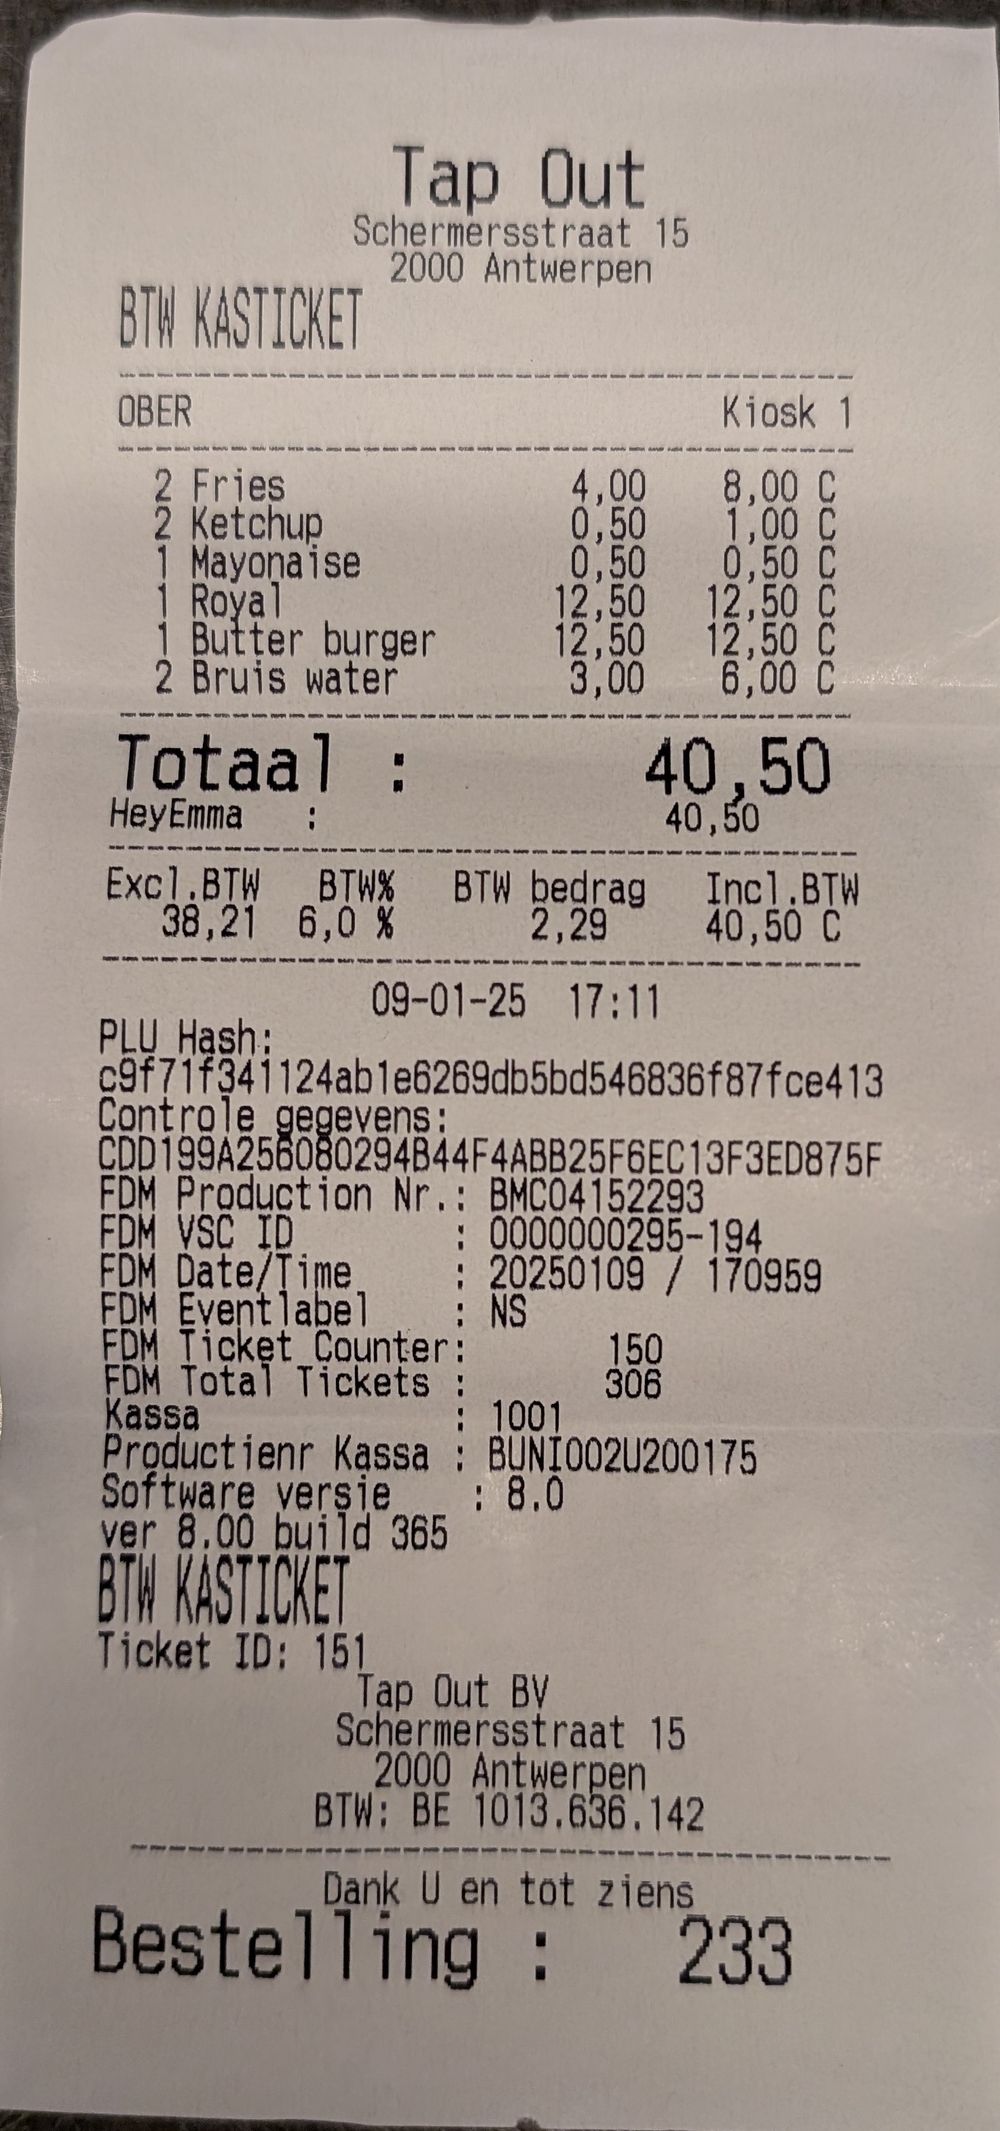 Tap Out
Schermersstraat 15
2000 Antwerpen
BTW KASTICKET
OBER Kiosk 1
2 Fries 4,00 8,00 C
2 Ketchup 0,50 1,00 C
1 Mayonaise 0,50 0,50 C
1 Royal 12,50 12,50 C
1 Butter burger 12,50 12,50 C
2 Bruis water 3,00 6,00 C
Totaal : 40,50
HeyEmma : 40,50
Excl.BTW BTW% BTW bedrag Incl.BTW
38,21 6,0 % 2,29 40,50 C
09-01-25 17:11
PLU Hash:
c9f71f341124ab1e6269db5bd546836f87fce413
Controle gegevens:
CDD199A256080294B44F4ABB25F6EC13F3ED875F
FDM Production Nr.: BMC04152293
FDM VSC ID : 0000000295-194
FDM Date/Time : 20250109 / 170959
FDM Eventlabel : NS
FDM Ticket Counter: 150
FDM Total Tickets : 306
Kassa : 1001
Productienr Kassa : BUNI002U200175
Software versie : 8.0
ver 8.00 build 365
BTW KASTICKET
Ticket ID: 151
Tap Out BV
Schermersstraat 15
2000 Antwerpen
BTW: BE 1013.636.142
Dank U en tot ziens
Bestelling : 233